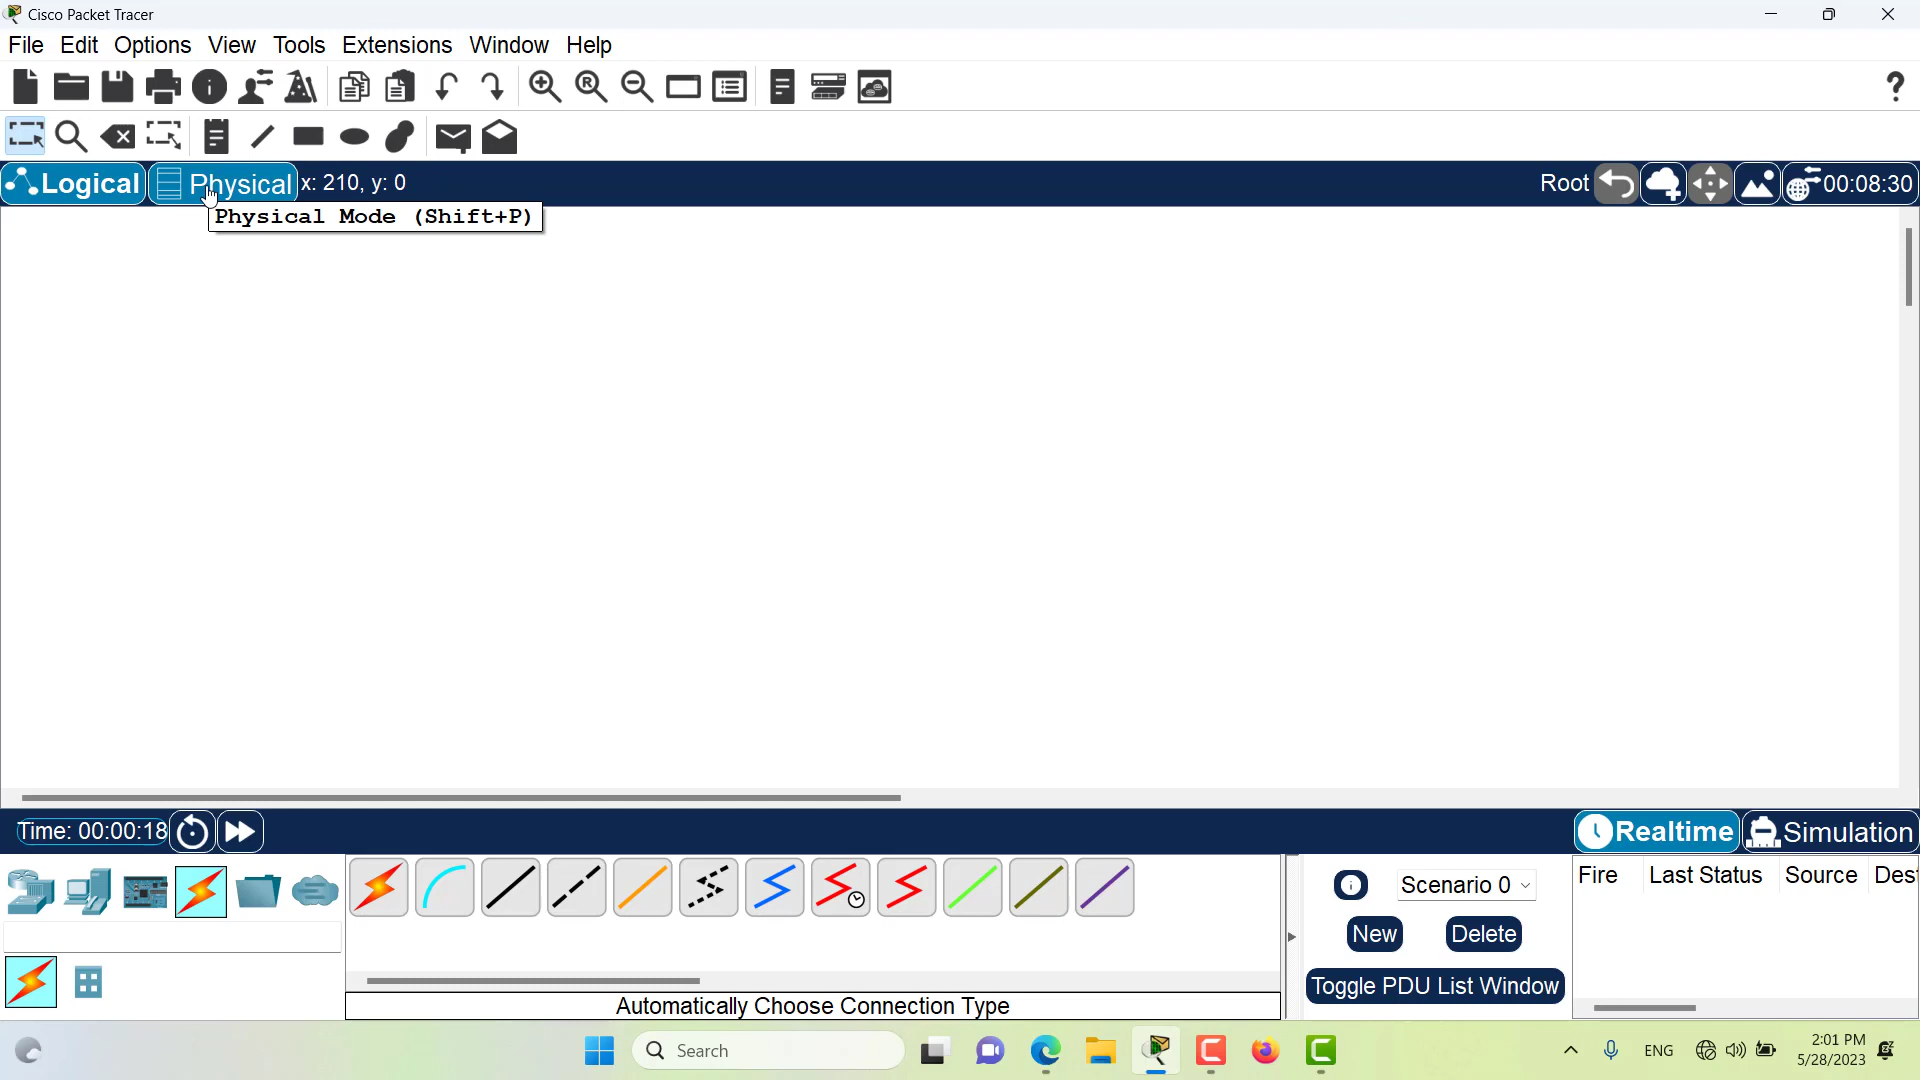 Cisco Packet Tracer
File Edit Options View Tools Extensions Window Help
Logical Physical x: 210, y: 0 Root 00:08:30
Physical Mode (Shift+P)
Time: 00:00:18 Realtime Simulation
Fire Last Status Source Dest
Scenario 0
New Delete
Toggle PDU List Window
Automatically Choose Connection Type
Search
ENG
2:01 PM
5/28/2023